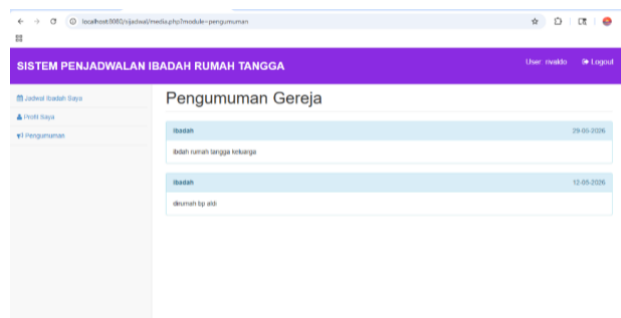 localhost:8080/sijadwal/media.php?module=pengumuman
SISTEM PENJADWALAN IBADAH RUMAH TANGGA
User: rivaldo
Logout
Jadwal Ibadah Saya
Profil Saya
Pengumuman
Pengumuman Gereja
Ibadah 29-05-2026
ibdah rumah tangga keluarga
Ibadah 12-05-2026
dirumah bp aldi